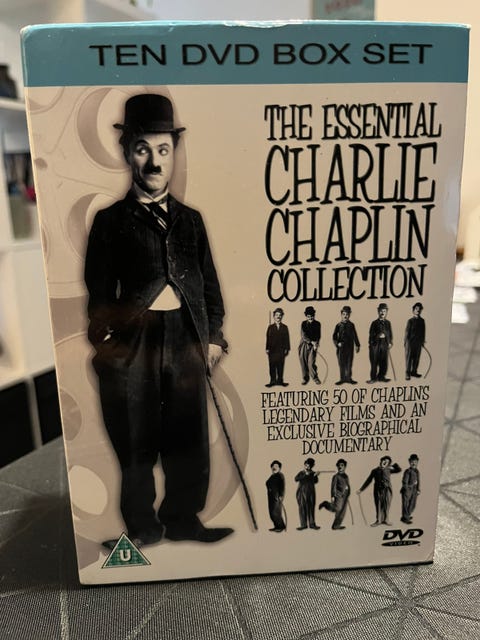 TEN DVD BOX SET
THE ESSENTIAL
CHARLIE
CHAPLIN
COLLECTION
FEATURING 50 OF CHAPLIN'S
LEGENDARY FILMS AND AN
EXCLUSIVE BIOGRAPHICAL
DOCUMENTARY
U
DVD
VIDEO